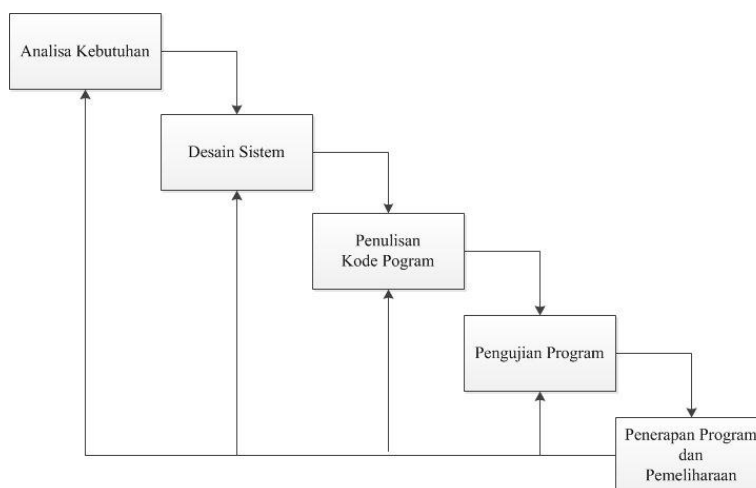 Analisa Kebutuhan
Desain Sistem
Penulisan
Kode Pogram
Pengujian Program
Penerapan Program
dan
Pemeliharaan